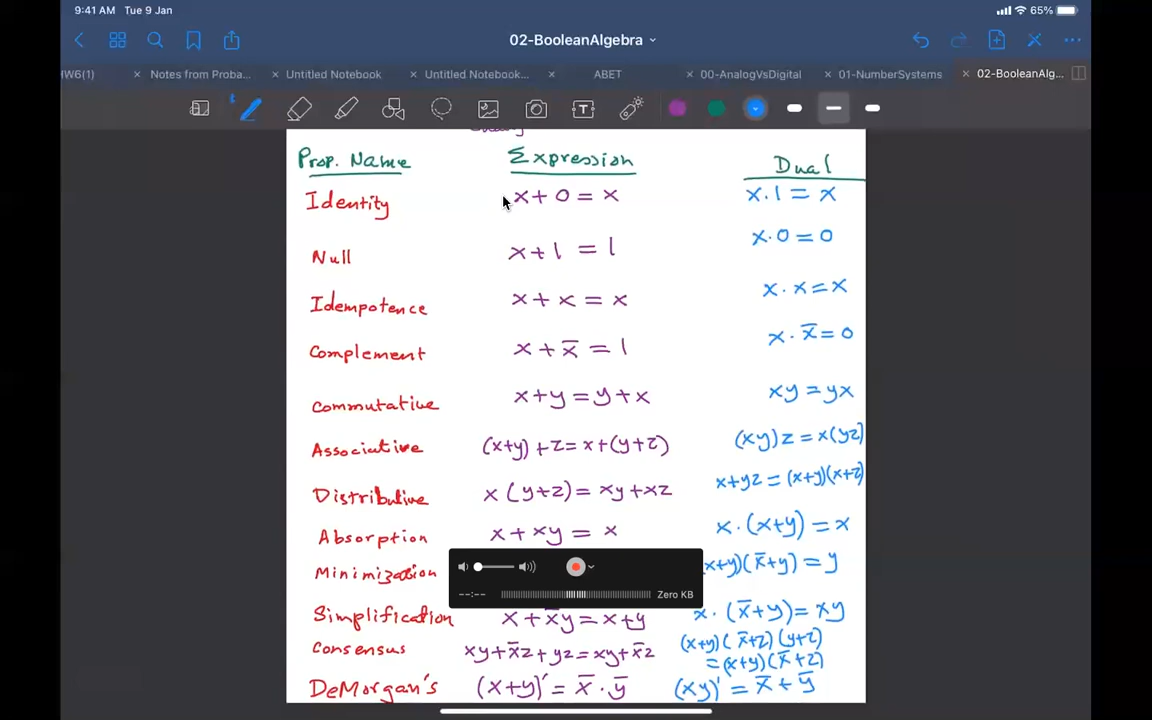 9:41 AM Tue 9 Jan 65%
02-BooleanAlgebra
HW6(1) Notes from Proba... Untitled Notebook Untitled Notebook... ABET 00-AnalogVsDigital 01-NumberSystems 02-BooleanAlg...
Prop. Name Expression Dual
Identity x + 0 = x x · 1 = x
Null x + 1 = 1 x · 0 = 0
Idempotence x + x = x x · x = x
Complement x + x̅ = 1 x · x̅ = 0
Commutative x + y = y + x xy = yx
Associative (x+y) + z = x + (y+z) (xy) z = x (yz)
Distributive x (y+z) = xy + xz x + yz = (x+y)(x+z)
Absorption x + xy = x x · (x+y) = x
Minimization x+y)(x̅+y) = y
Simplification x + x̅y = x+y x · (x̅+y) = xy
Consensus xy + x̅z + yz = xy + x̅z (x+y)(x̅+z)(y+z)
= (x+y)(x̅+z)
DeMorgan's (x+y)' = x̅ · y̅ (xy)' = x̅ + y̅
--:-- Zero KB